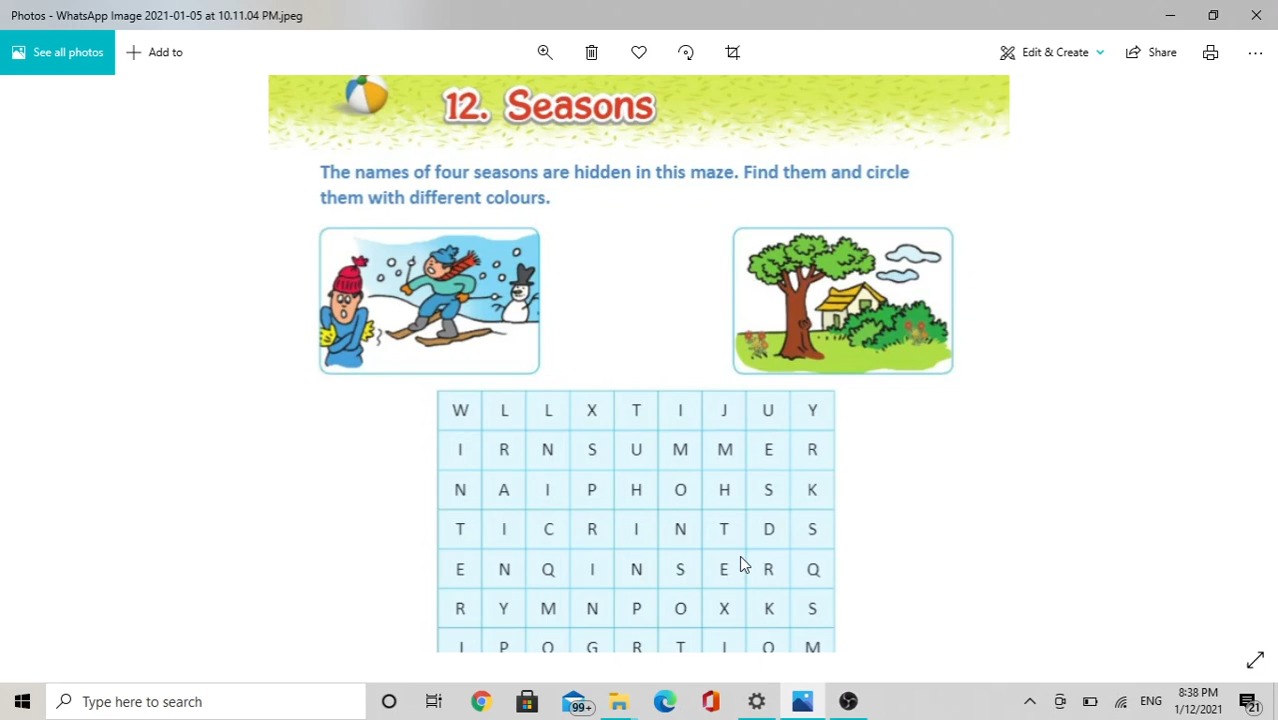 Photos - WhatsApp Image 2021-01-05 at 10.11.04 PM.jpeg
See all photos
Add to
Edit & Create
Share
12. Seasons
The names of four seasons are hidden in this maze. Find them and circle
them with different colours.
W L L X T I J U Y
I R N S U M M E R
N A I P H O H S K
T I C R I N T D S
E N Q I N S E R Q
R Y M N P O X K S
P G R T O M
Type here to search
99+
ENG
8:38 PM
1/12/2021
21